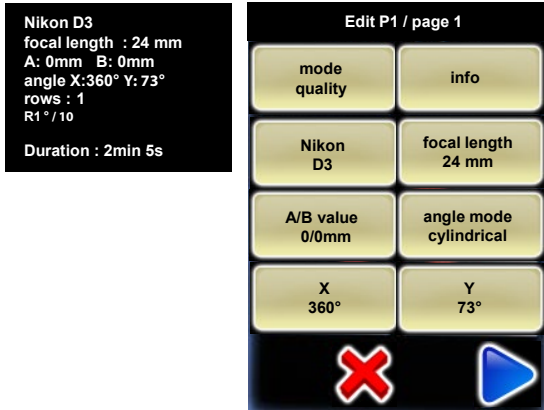 Nikon D3
focal length : 24 mm
A: 0mm B: 0mm
angle X:360° Y: 73°
rows : 1
R1 ° / 10
Duration : 2min 5s
Edit P1 / page 1
mode
quality
info
Nikon
D3
focal length
24 mm
A/B value
0/0mm
angle mode
cylindrical
X
360°
Y
73°